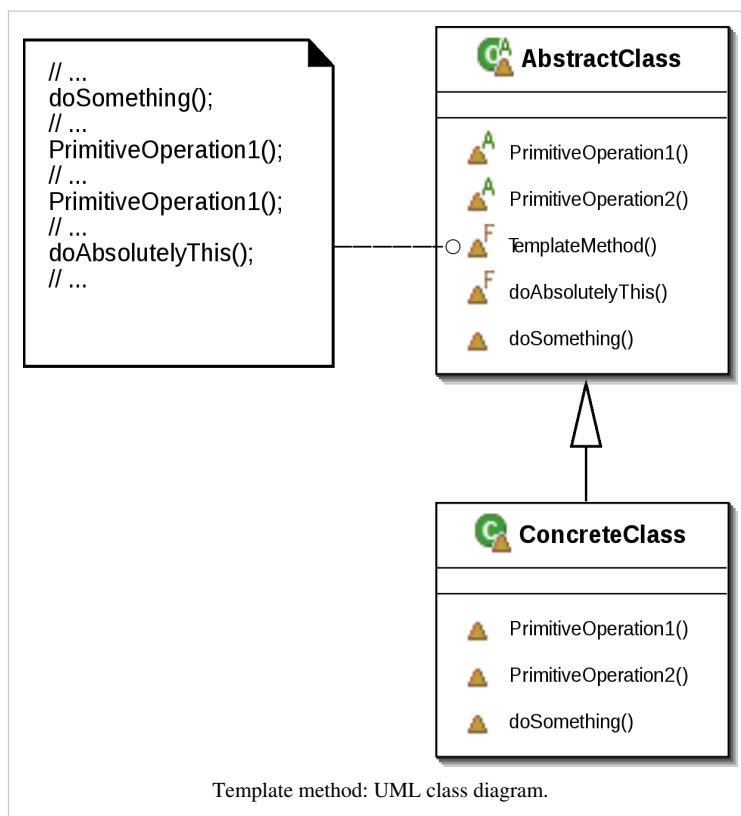 // ...
doSomething();
// ...
PrimitiveOperation1();
// ...
PrimitiveOperation1();
// ...
doAbsolutelyThis();
// ...
C A AbstractClass
A PrimitiveOperation1()
A PrimitiveOperation2()
F TemplateMethod()
F doAbsolutelyThis()
doSomething()
C ConcreteClass
PrimitiveOperation1()
PrimitiveOperation2()
doSomething()
Template method: UML class diagram.